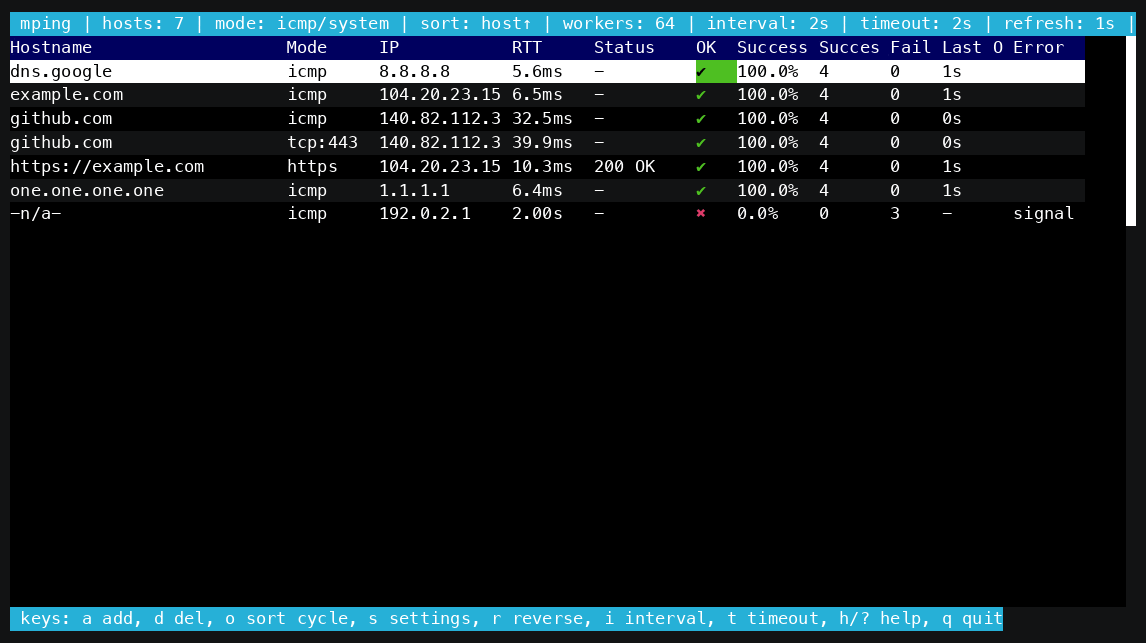 mping | hosts: 7 | mode: icmp/system | sort: host↑ | workers: 64 | interval: 2s | timeout: 2s | refresh: 1s |
Hostname Mode IP RTT Status OK Success Succes Fail Last O Error
dns.google icmp 8.8.8.8 5.6ms — ✔ 100.0% 4 0 1s
example.com icmp 104.20.23.15 6.5ms — ✔ 100.0% 4 0 1s
github.com icmp 140.82.112.3 32.5ms — ✔ 100.0% 4 0 0s
github.com tcp:443 140.82.112.3 39.9ms — ✔ 100.0% 4 0 0s
https://example.com https 104.20.23.15 10.3ms 200 OK ✔ 100.0% 4 0 1s
one.one.one.one icmp 1.1.1.1 6.4ms — ✔ 100.0% 4 0 1s
—n/a— icmp 192.0.2.1 2.00s — ✖ 0.0% 0 3 — signal
keys: a add, d del, o sort cycle, s settings, r reverse, i interval, t timeout, h/? help, q quit